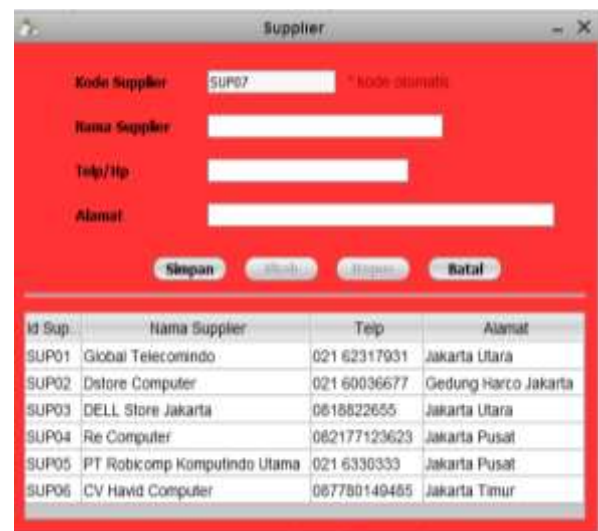 Supplier
Kode Supplier SUP07 * kode otomatis
Nama Supplier
Telp/Hp
Alamat
Simpan Ubah Hapus Batal
Id Sup... Nama Supplier Telp Alamat
SUP01 Global Telecomindo 021 62317931 Jakarta Utara
SUP02 Dstore Computer 021 60036677 Gedung Harco Jakarta
SUP03 DELL Store Jakarta 0818822655 Jakarta Utara
SUP04 Re Computer 082177123623 Jakarta Pusat
SUP05 PT Robicomp Komputindo Utama 021 6330333 Jakarta Pusat
SUP06 CV Havid Computer 087780149485 Jakarta Timur